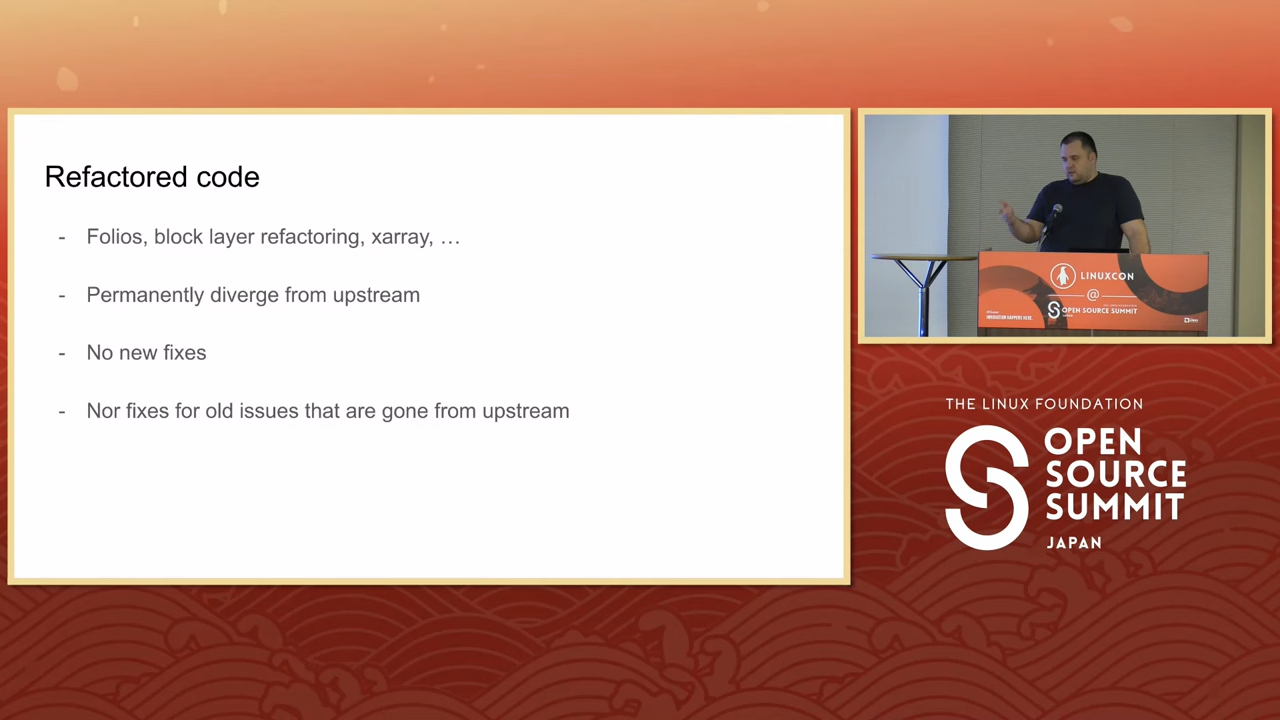 Refactored code
- Folios, block layer refactoring, xarray, …
- Permanently diverge from upstream
- No new fixes
- Nor fixes for old issues that are gone from upstream
LINUXCON
@
OPEN SOURCE SUMMIT
THE LINUX FOUNDATION
OPEN
SOURCE
SUMMIT
JAPAN